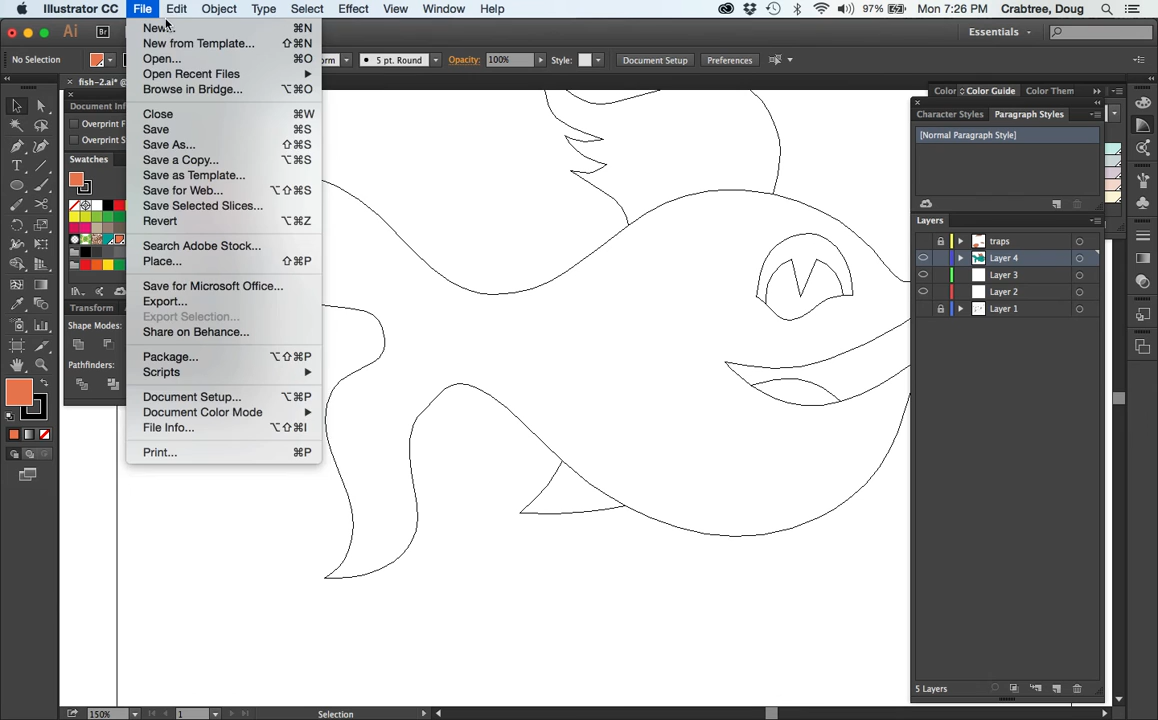 Illustrator CC File Edit Object Type Select Effect View Window Help 97% Mon 7:26 PM Crabtree, Doug
Ai Br Essentials
No Selection 5 pt. Round Opacity: 100% Style: Document Setup Preferences
fish-2.ai* @
Document Info
Overprint F
Overprint S
Swatches
Transform
Shape Modes:
Pathfinders:
New... ⌘N
New from Template... ⇧⌘N
Open... ⌘O
Open Recent Files
Browse in Bridge... ⌥⌘O
Close ⌘W
Save ⌘S
Save As... ⇧⌘S
Save a Copy... ⌥⌘S
Save as Template...
Save for Web... ⌥⇧⌘S
Save Selected Slices...
Revert ⌥⌘Z
Search Adobe Stock...
Place... ⇧⌘P
Save for Microsoft Office...
Export...
Export Selection...
Share on Behance...
Package... ⌥⇧⌘P
Scripts
Document Setup... ⌥⌘P
Document Color Mode
File Info... ⌥⇧⌘I
Print... ⌘P
Color Color Guide Color Them
Character Styles Paragraph Styles
[Normal Paragraph Style]
Layers
traps
Layer 4
Layer 3
Layer 2
Layer 1
5 Layers
150% 1 Selection